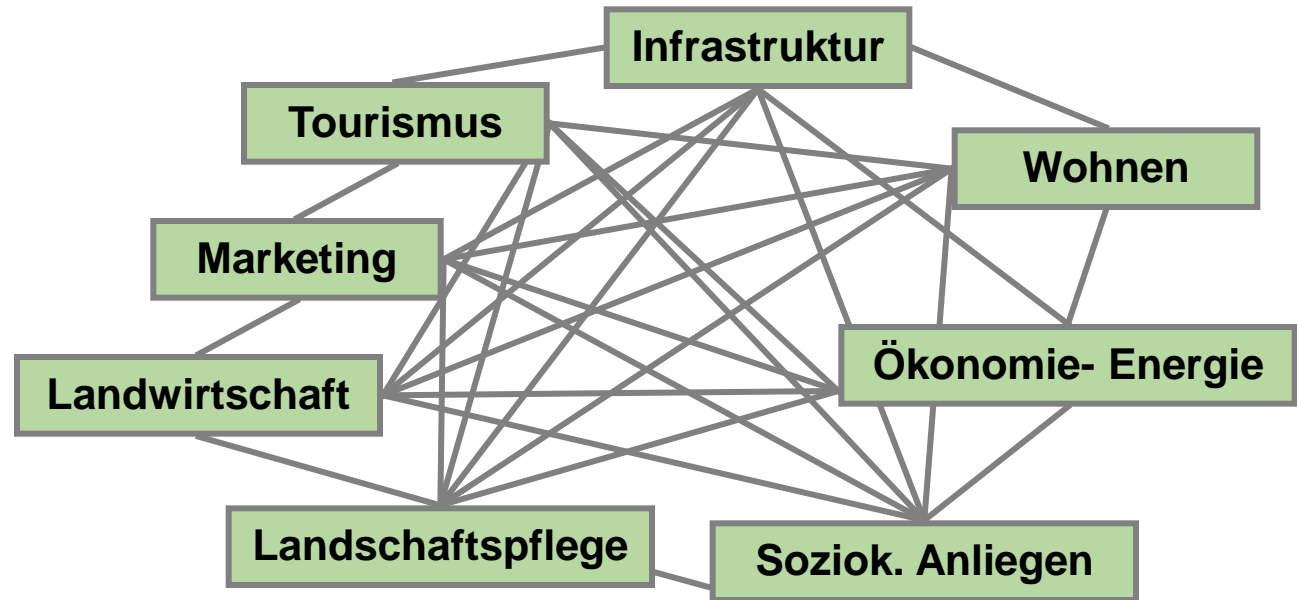 Infrastruktur
Tourismus
Wohnen
Marketing
Ökonomie- Energie
Landwirtschaft
Landschaftspflege
Soziok. Anliegen